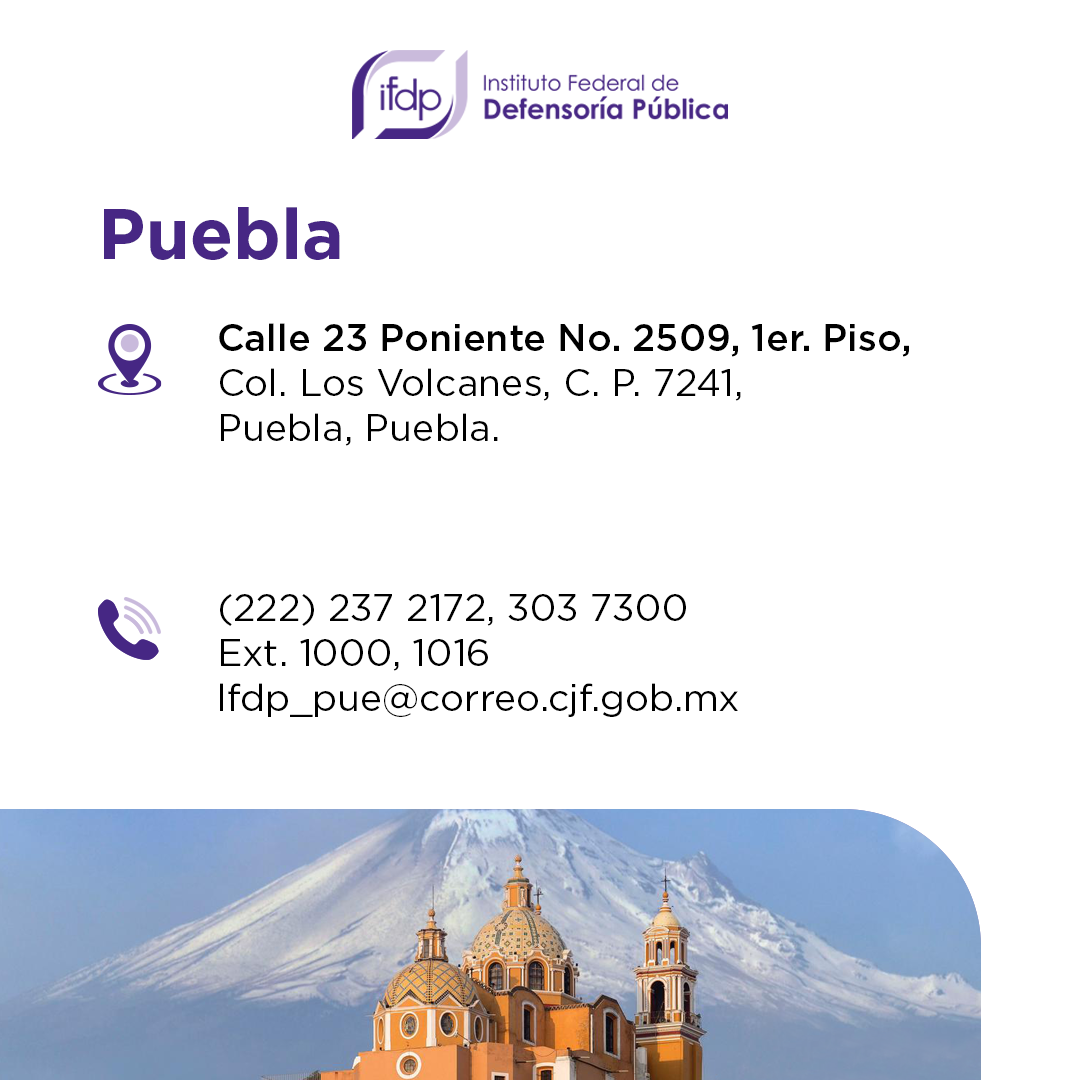 ifdp
Instituto Federal de
Defensoría Pública
Puebla
Calle 23 Poniente No. 2509, 1er. Piso,
Col. Los Volcanes, C. P. 7241,
Puebla, Puebla.
(222) 237 2172, 303 7300
Ext. 1000, 1016
lfdp_pue@correo.cjf.gob.mx